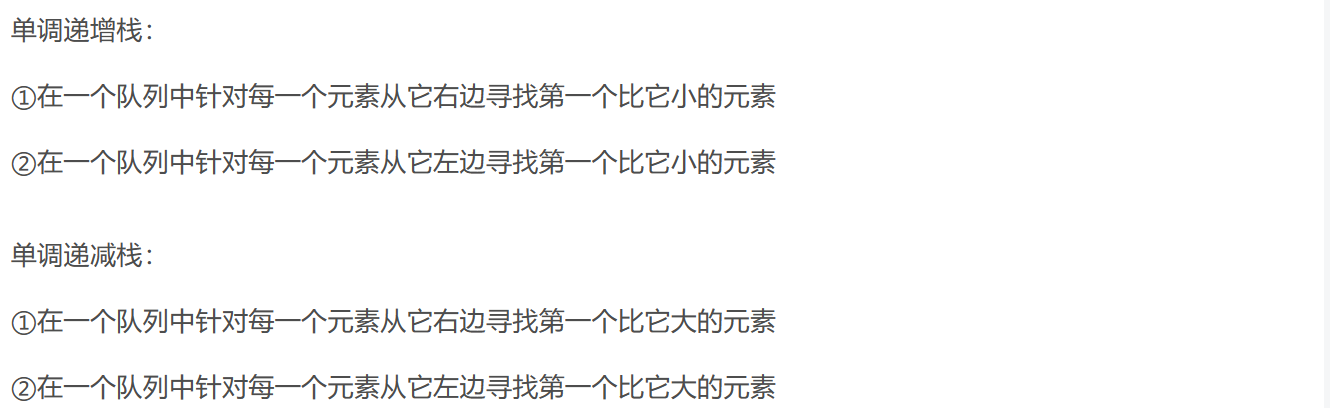 单调递增栈：
①在一个队列中针对每一个元素从它右边寻找第一个比它小的元素
②在一个队列中针对每一个元素从它左边寻找第一个比它小的元素
单调递减栈：
①在一个队列中针对每一个元素从它右边寻找第一个比它大的元素
②在一个队列中针对每一个元素从它左边寻找第一个比它大的元素